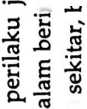 perilaku j
alam beri
sekitar, t